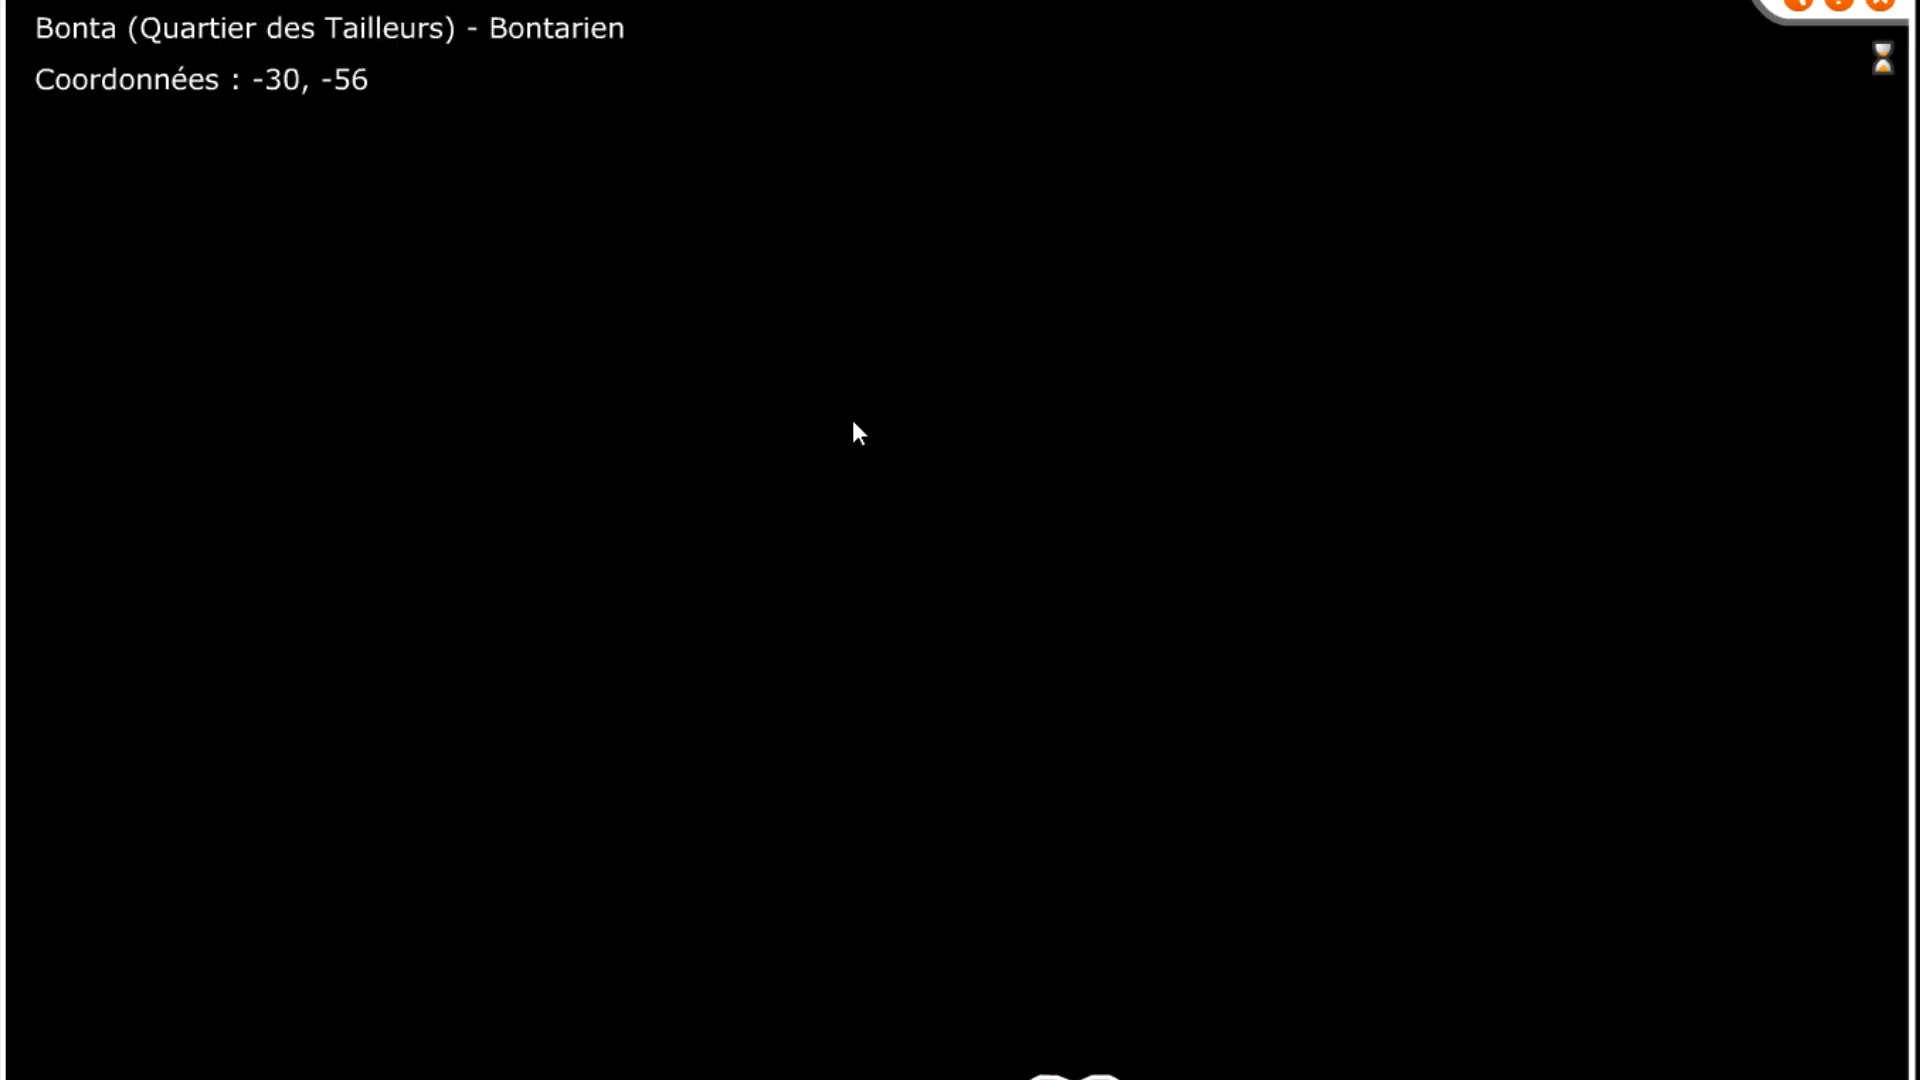 Bonta (Quartier des Tailleurs) - Bontarien
Coordonnées : -30, -56